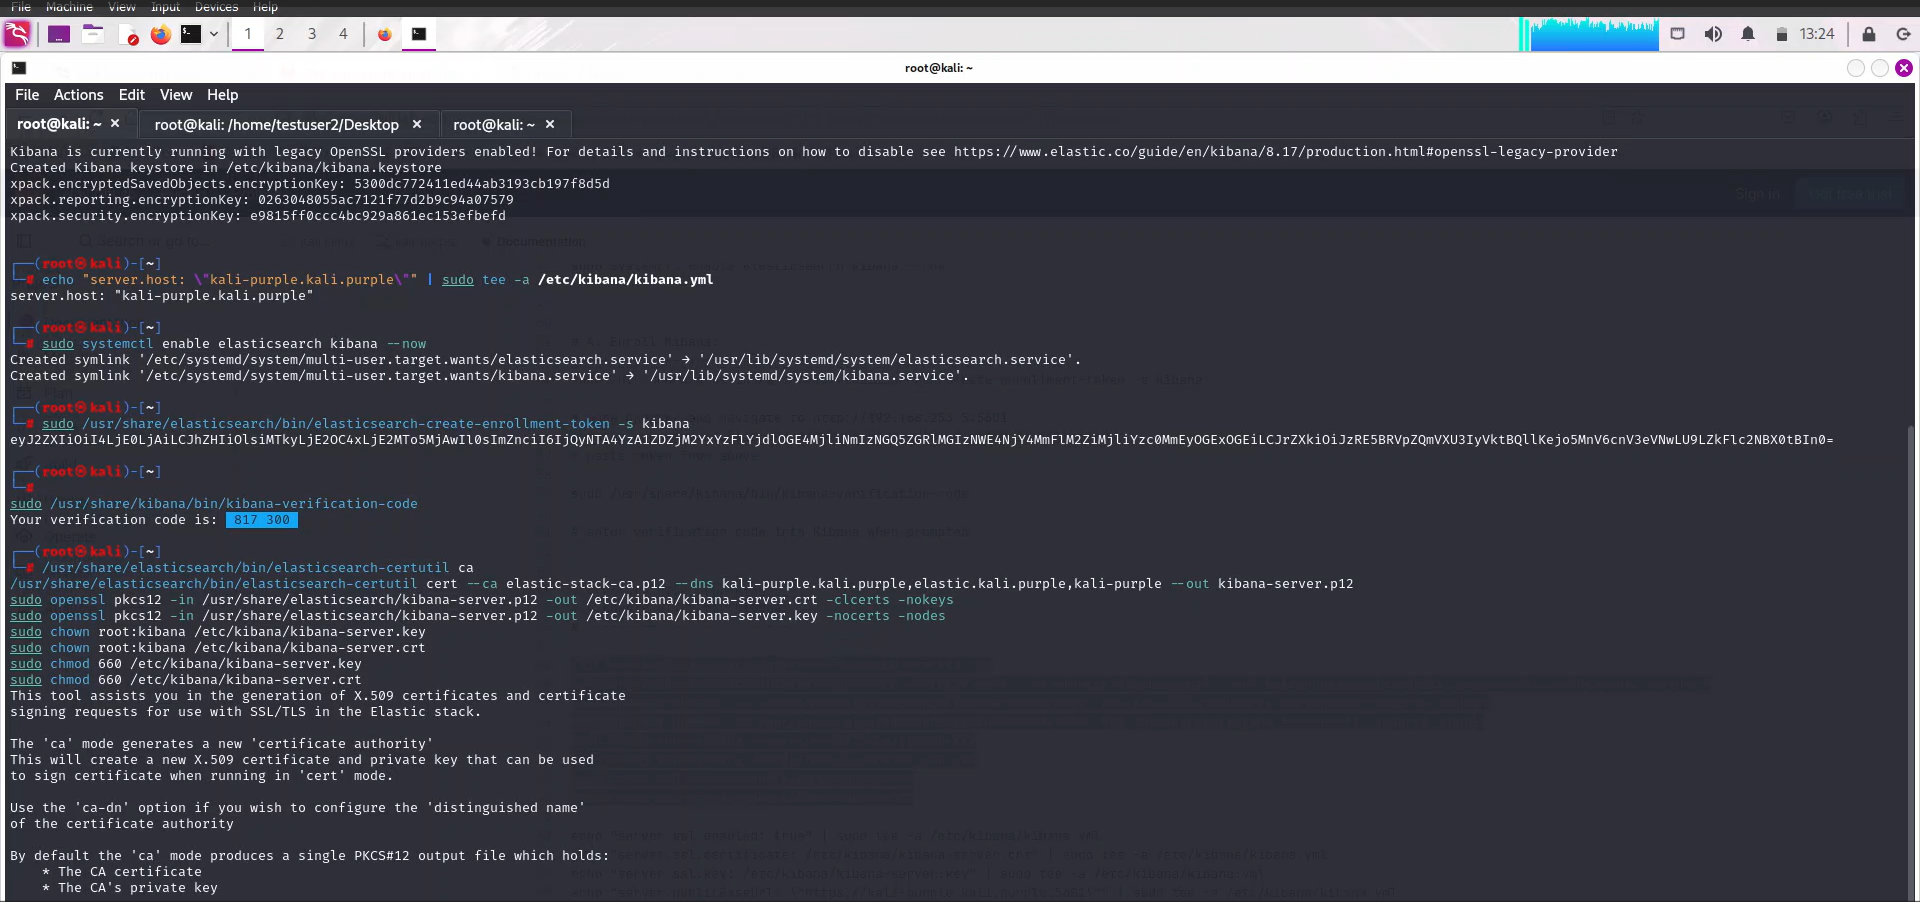 File Machine View Input Devices Help
1 2 3 4 13:24
root@kali: ~
File Actions Edit View Help
root@kali: ~ × root@kali: /home/testuser2/Desktop × root@kali: ~ ×
Kibana is currently running with legacy OpenSSL providers enabled! For details and instructions on how to disable see https://www.elastic.co/guide/en/kibana/8.17/production.html#openssl-legacy-provider
Created Kibana keystore in /etc/kibana/kibana.keystore
xpack.encryptedSavedObjects.encryptionKey: 5300dc772411ed44ab3193cb197f8d5d
xpack.reporting.encryptionKey: 0263048055ac7121f77d2b9c94a07579
xpack.security.encryptionKey: e9815ff0ccc4bc929a861ec153efbefd
┌──(root㉿kali)-[~]
└─# echo "server.host: \"kali-purple.kali.purple\"" | sudo tee -a /etc/kibana/kibana.yml
server.host: "kali-purple.kali.purple"
┌──(root㉿kali)-[~]
└─# sudo systemctl enable elasticsearch kibana --now
Created symlink '/etc/systemd/system/multi-user.target.wants/elasticsearch.service' → '/usr/lib/systemd/system/elasticsearch.service'.
Created symlink '/etc/systemd/system/multi-user.target.wants/kibana.service' → '/usr/lib/systemd/system/kibana.service'.
┌──(root㉿kali)-[~]
└─# sudo /usr/share/elasticsearch/bin/elasticsearch-create-enrollment-token -s kibana
┌──(root㉿kali)-[~]
└─#
sudo /usr/share/kibana/bin/kibana-verification-code
Your verification code is: 817 300
┌──(root㉿kali)-[~]
└─# /usr/share/elasticsearch/bin/elasticsearch-certutil ca
/usr/share/elasticsearch/bin/elasticsearch-certutil cert --ca elastic-stack-ca.p12 --dns kali-purple.kali.purple,elastic.kali.purple,kali-purple --out kibana-server.p12
sudo openssl pkcs12 -in /usr/share/elasticsearch/kibana-server.p12 -out /etc/kibana/kibana-server.crt -clcerts -nokeys
sudo openssl pkcs12 -in /usr/share/elasticsearch/kibana-server.p12 -out /etc/kibana/kibana-server.key -nocerts -nodes
sudo chown root:kibana /etc/kibana/kibana-server.key
sudo chown root:kibana /etc/kibana/kibana-server.crt
sudo chmod 660 /etc/kibana/kibana-server.key
sudo chmod 660 /etc/kibana/kibana-server.crt
This tool assists you in the generation of X.509 certificates and certificate
signing requests for use with SSL/TLS in the Elastic stack.
The 'ca' mode generates a new 'certificate authority'
This will create a new X.509 certificate and private key that can be used
to sign certificate when running in 'cert' mode.
Use the 'ca-dn' option if you wish to configure the 'distinguished name'
of the certificate authority
By default the 'ca' mode produces a single PKCS#12 output file which holds:
* The CA certificate
* The CA's private key